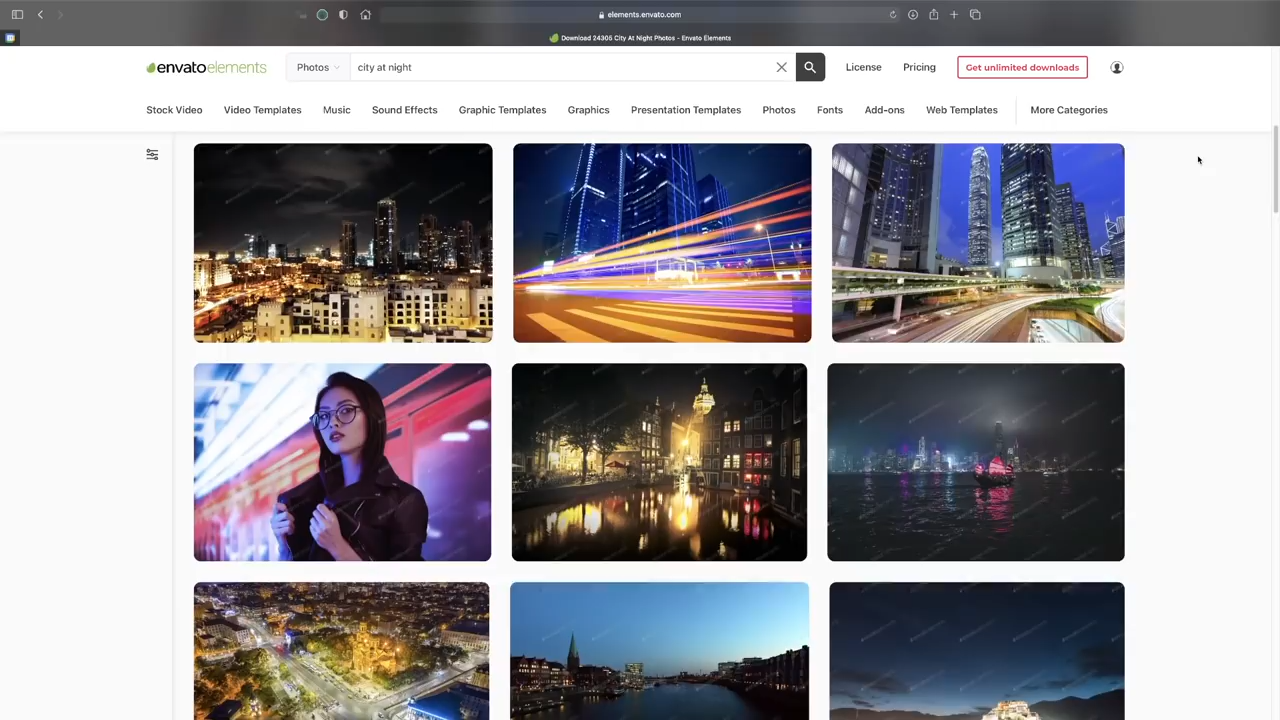 elements.envato.com
Download 24305 City At Night Photos - Envato Elements
envatoelements
Photos
city at night
License
Pricing
Get unlimited downloads
Stock Video
Video Templates
Music
Sound Effects
Graphic Templates
Graphics
Presentation Templates
Photos
Fonts
Add-ons
Web Templates
More Categories